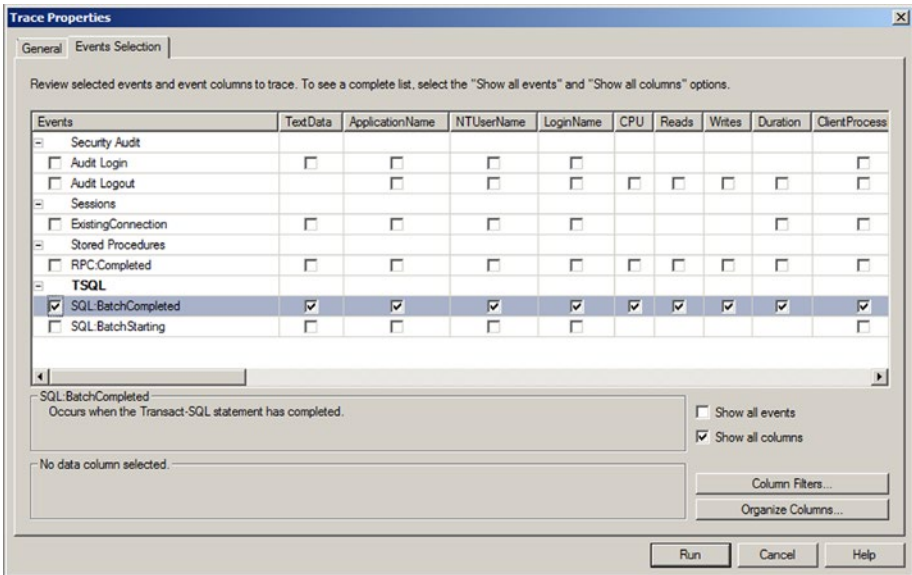 Trace Properties
General Events Selection
Review selected events and event columns to trace. To see a complete list, select the "Show all events" and "Show all columns" options.
Events TextData ApplicationName NTUserName LoginName CPU Reads Writes Duration ClientProcess
Security Audit
Audit Login
Audit Logout
Sessions
ExistingConnection
Stored Procedures
RPC:Completed
TSQL
SQL:BatchCompleted
SQL:BatchStarting
SQL:BatchCompleted
Occurs when the Transact-SQL statement has completed.
Show all events
Show all columns
No data column selected.
Column Filters...
Organize Columns...
Run Cancel Help